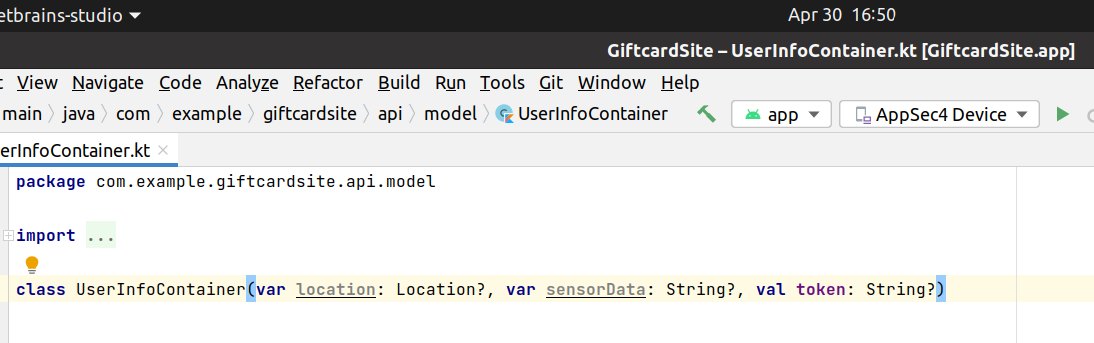 etbrains-studio Apr 30 16:50
GiftcardSite – UserInfoContainer.kt [GiftcardSite.app]
View Navigate Code Analyze Refactor Build Run Tools Git Window Help
main java com example giftcardsite api model UserInfoContainer app AppSec4 Device
erInfoContainer.kt
package com.example.giftcardsite.api.model
import ...
class UserInfoContainer(var location: Location?, var sensorData: String?, val token: String?)